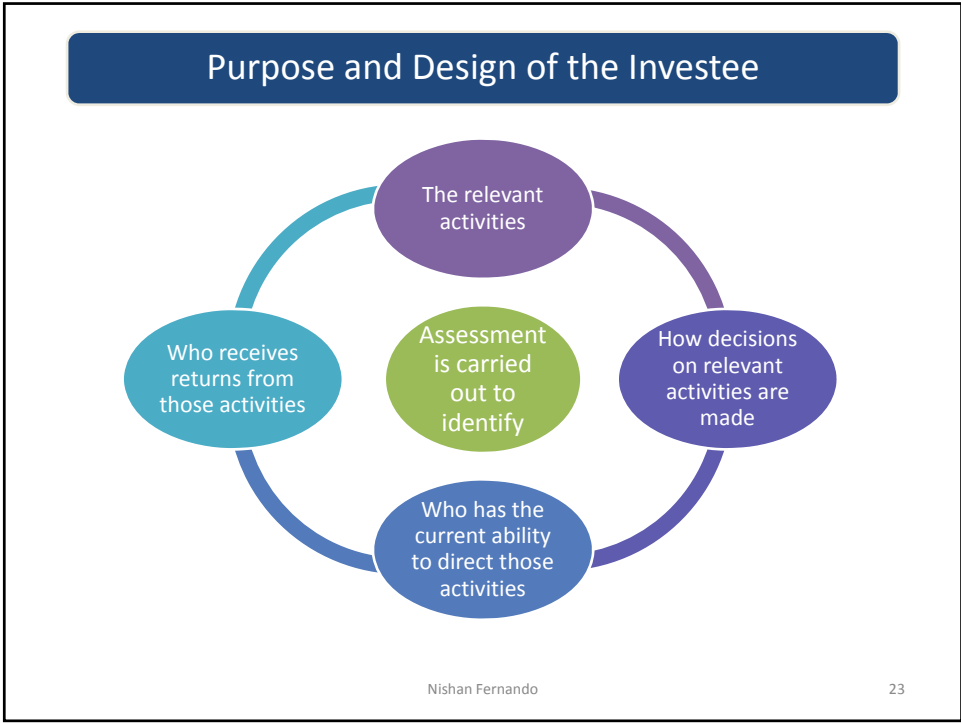 Purpose and Design of the Investee
The relevant
activities
Assessment
is carried
out to
identify
How decisions
on relevant
activities are
made
Who has the
current ability
to direct those
activities
Who receives
returns from
those activities
Nishan Fernando
23